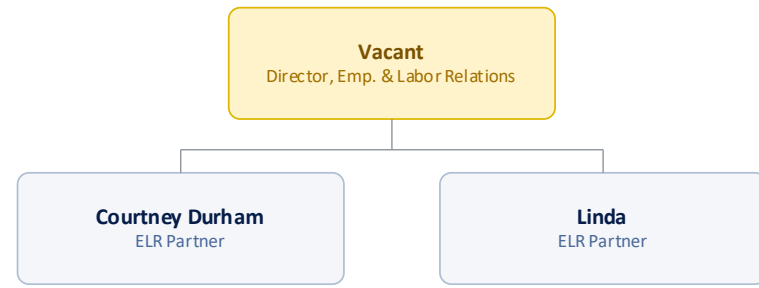 Vacant
Director, Emp. & Labor Relations
Courtney Durham
ELR Partner
Linda
ELR Partner